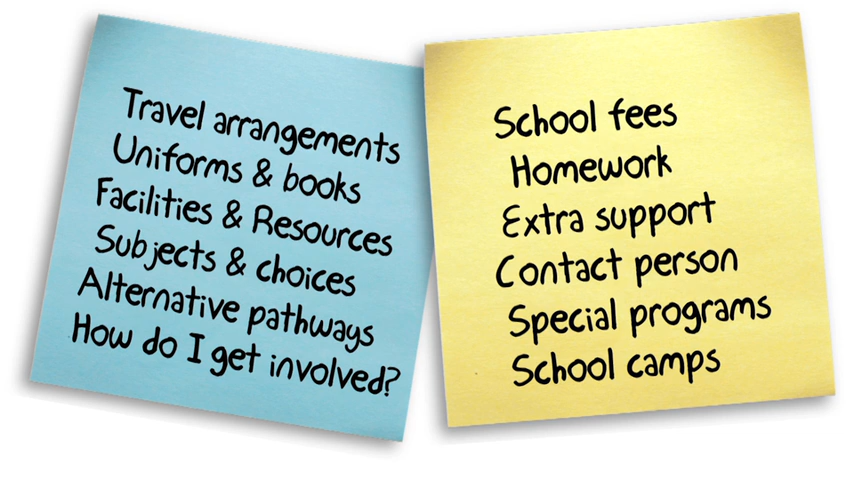 Travel arrangements
Uniforms & books
Facilities & Resources
Subjects & choices
Alternative pathways
How do I get involved?
School fees
Homework
Extra support
Contact person
Special programs
School camps